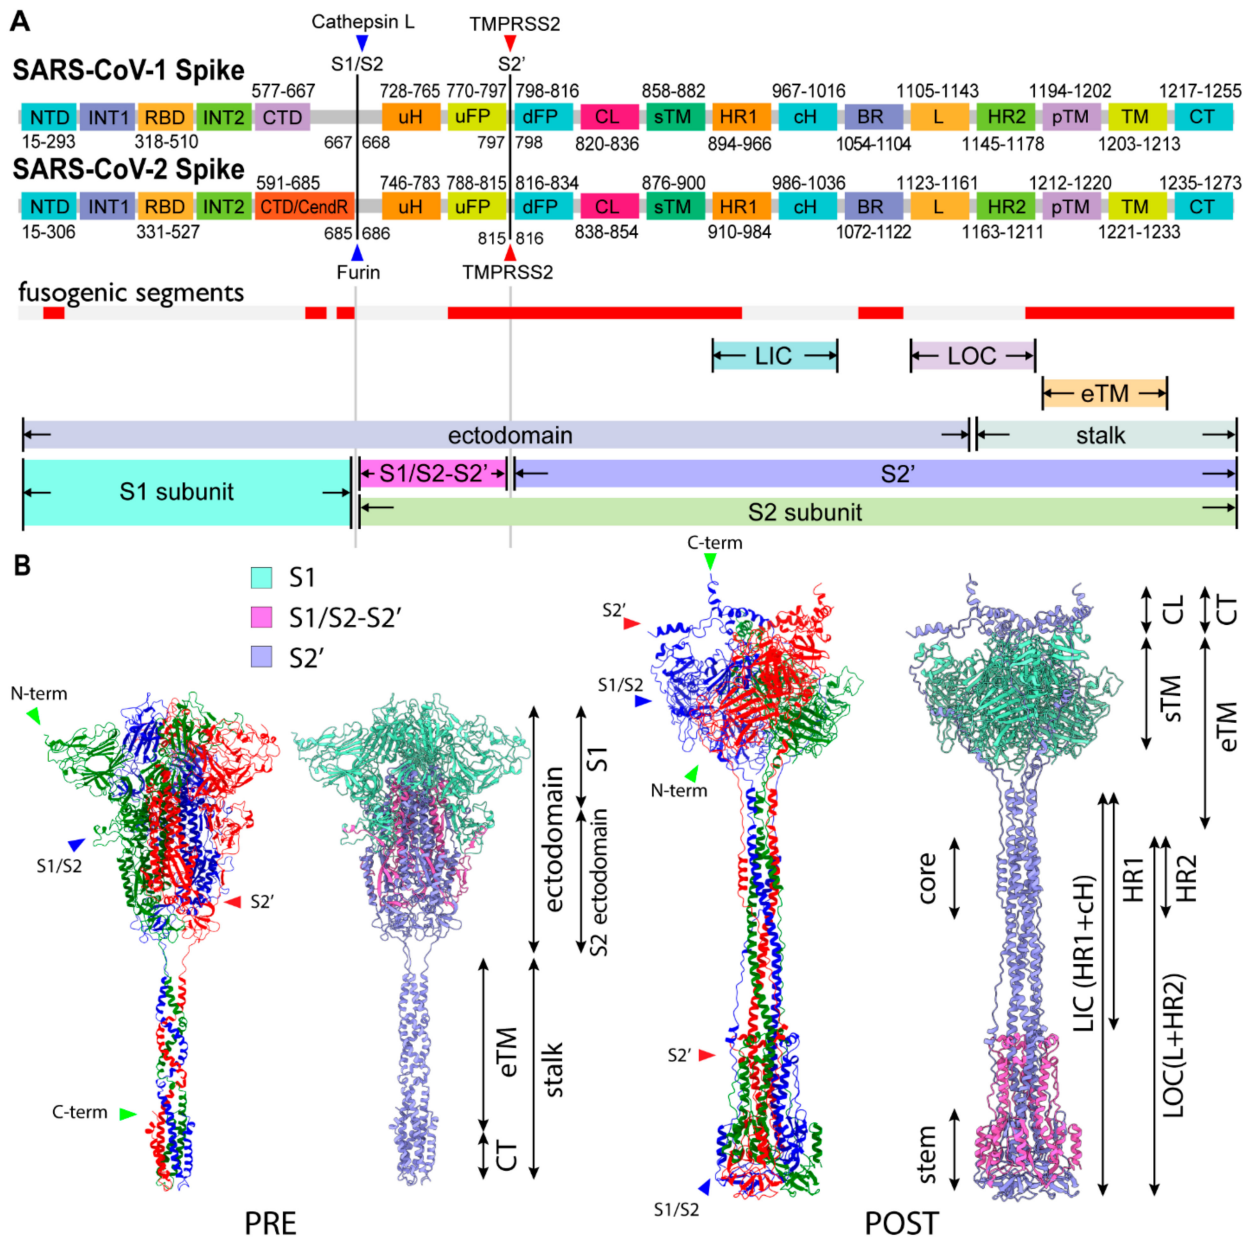 A
Cathepsin L
TMPRSS2
S1/S2
S2’
SARS-CoV-1 Spike
577-667
728-765
770-797
798-816
858-882
967-1016
1105-1143
1194-1202
1217-1255
NTD INT1 RBD INT2 CTD uH uFP dFP CL sTM HR1 cH BR L HR2 pTM TM CT
15-293
318-510
667
668
797
798
820-836
894-966
1054-1104
1145-1178
1203-1213
SARS-CoV-2 Spike
591-685
746-783
788-815
816-834
876-900
986-1036
1123-1161
1212-1220
1235-1273
NTD INT1 RBD INT2 CTD/CendR uH uFP dFP CL sTM HR1 cH BR L HR2 pTM TM CT
15-306
331-527
685
686
815
816
838-854
910-984
1072-1122
1163-1211
1221-1233
Furin
TMPRSS2
fusogenic segments
LIC
LOC
eTM
ectodomain
stalk
S1 subunit
S1/S2-S2’
S2’
S2 subunit
B
S1
S1/S2-S2’
S2’
N-term
S1/S2
S2’
C-term
ectodomain
S1
S2 ectodomain
eTM
stalk
CT
PRE
C-term
S2’
S1/S2
N-term
S2’
S1/S2
CL
CT
sTM
eTM
core
HR1
HR2
LIC (HR1+cH)
LOC(L+HR2)
stem
POST